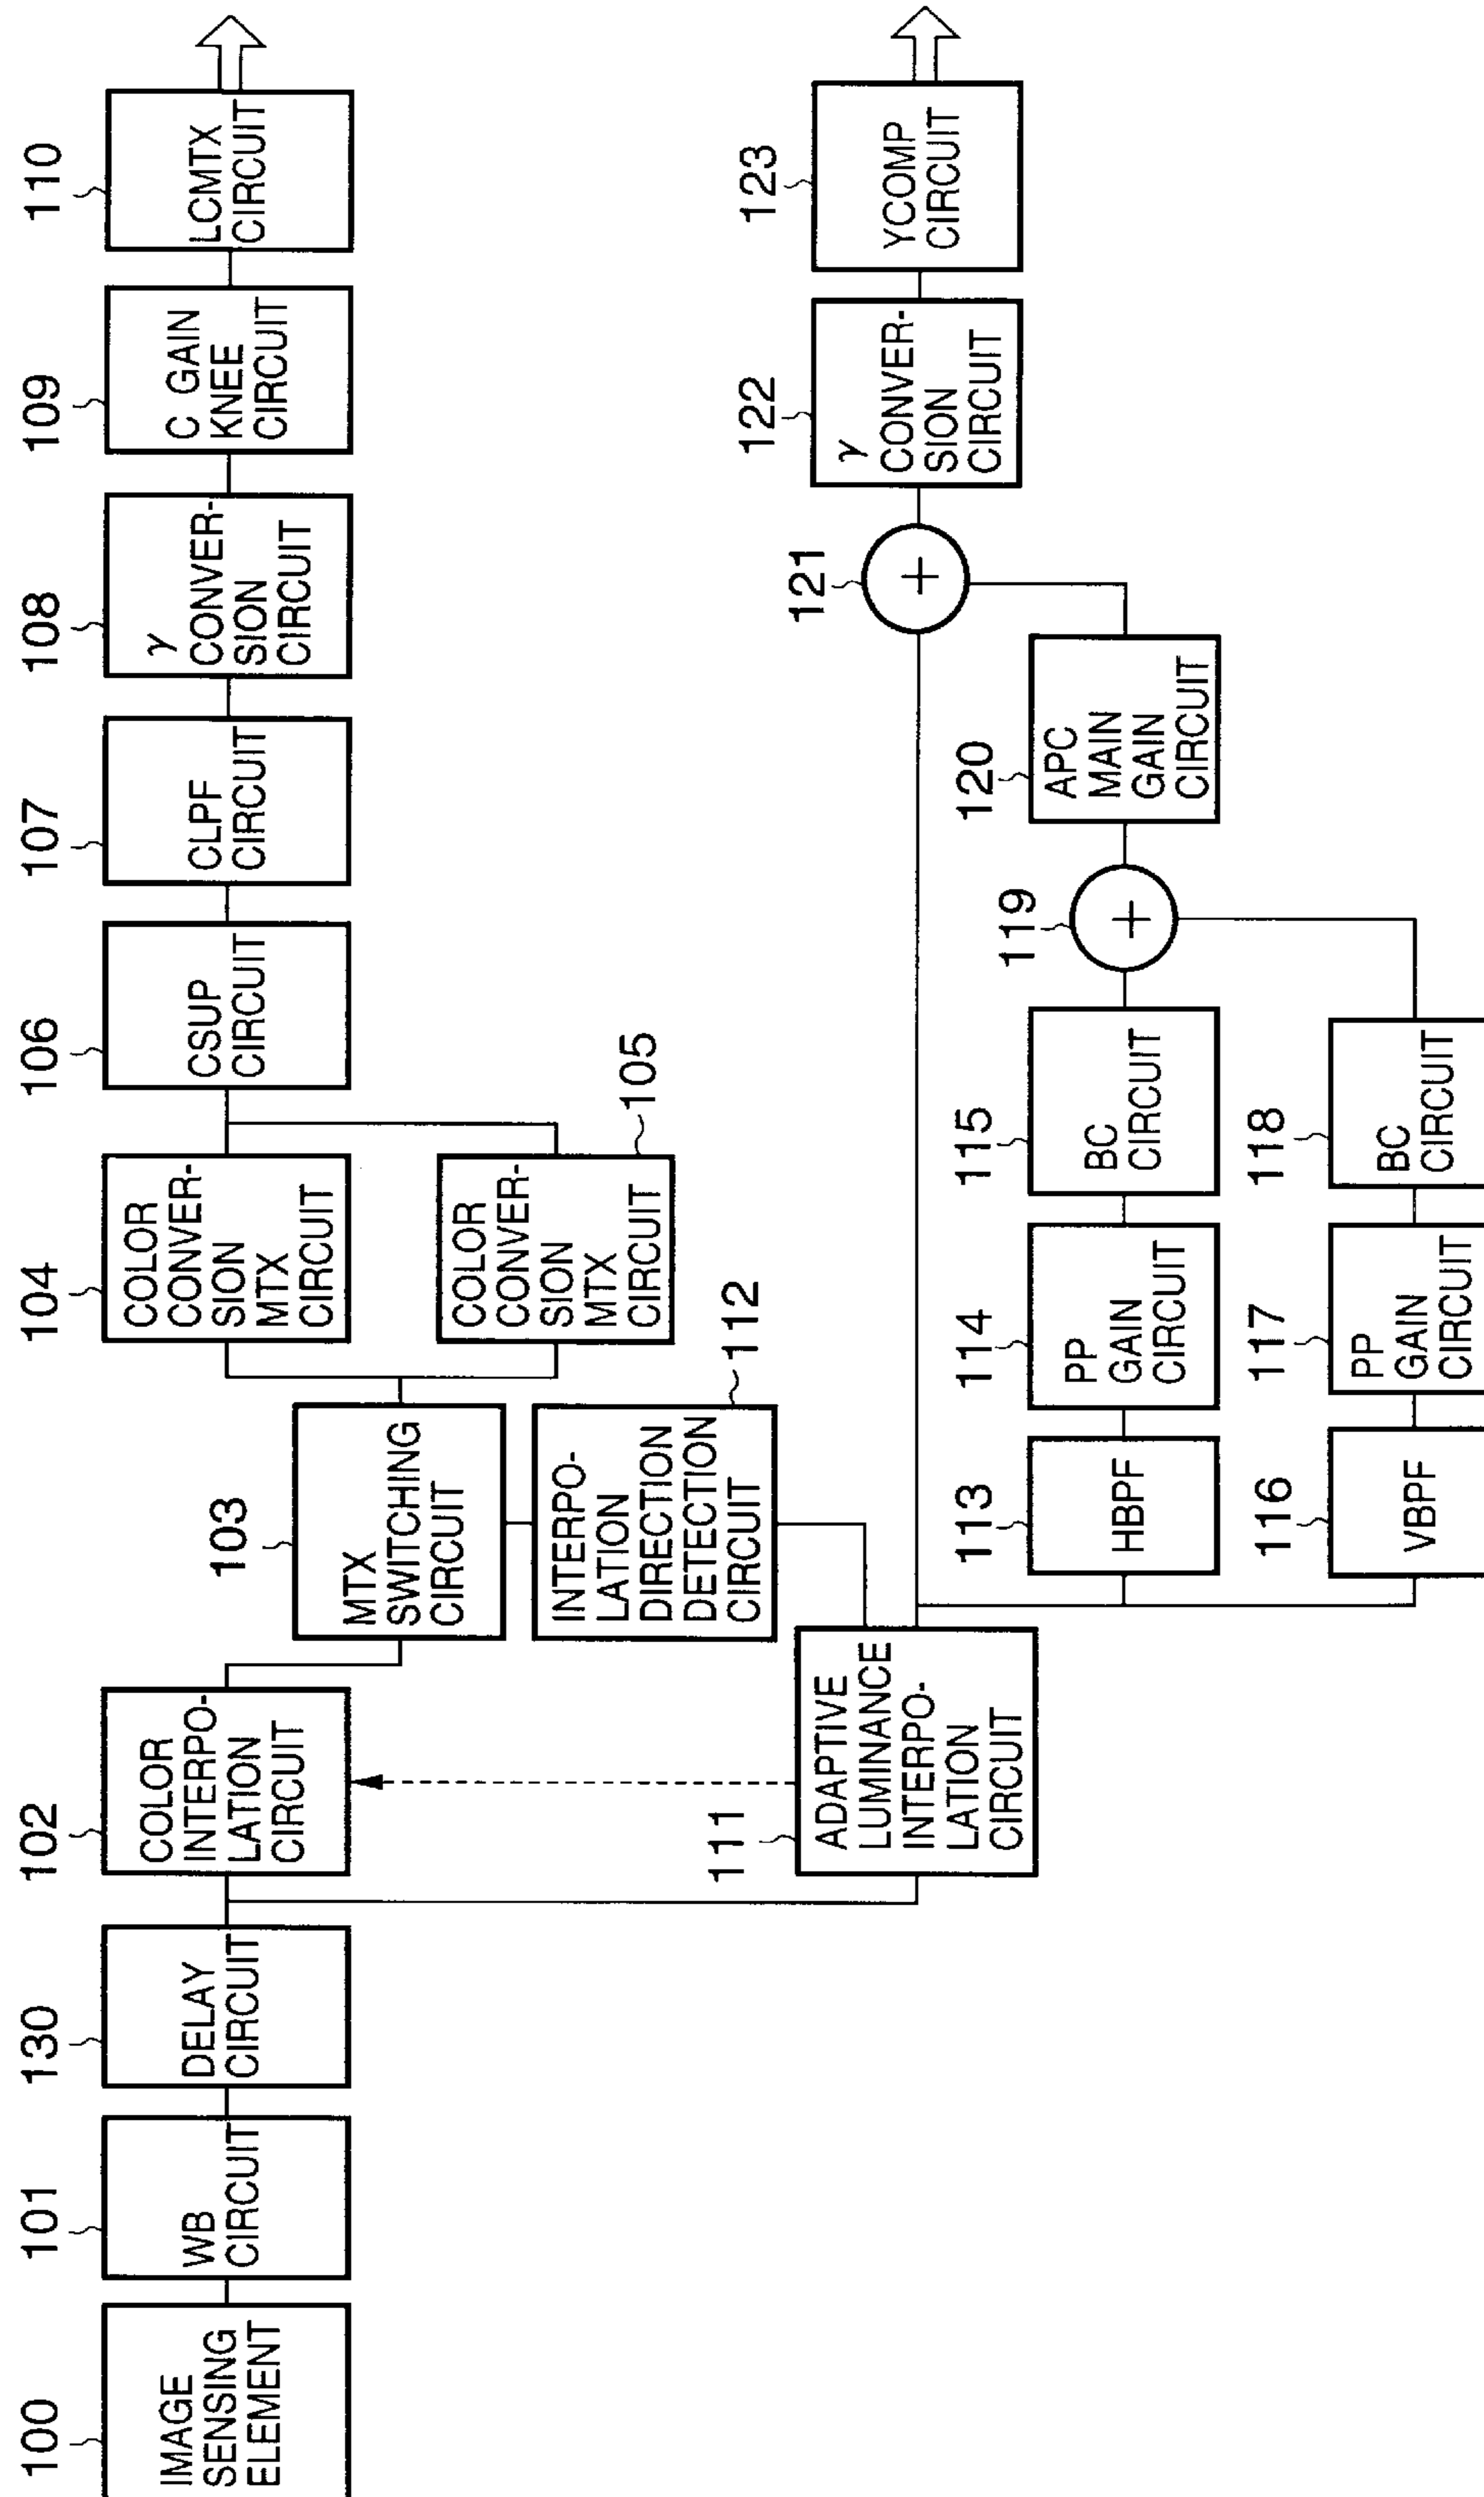 100
IMAGE
SENSING
ELEMENT
101
WB
CIRCUIT
130
DELAY
CIRCUIT
102
COLOR
INTERPO-
LATION
CIRCUIT
103
MTX
SWITCHING
CIRCUIT
104
COLOR
CONVER-
SION
MTX
CIRCUIT
105
COLOR
CONVER-
SION
MTX
CIRCUIT
106
CSUP
CIRCUIT
107
CLPF
CIRCUIT
108
γ
CONVER-
SION
CIRCUIT
109
C GAIN
KNEE
CIRCUIT
110
LCMTX
CIRCUIT
111
ADAPTIVE
LUMINANCE
INTERPO-
LATION
CIRCUIT
112
INTERPO-
LATION
DIRECTION
DETECTION
CIRCUIT
113
HBPF
114
PP
GAIN
CIRCUIT
115
BC
CIRCUIT
116
VBPF
117
PP
GAIN
CIRCUIT
118
BC
CIRCUIT
119
+
120
APC
MAIN
GAIN
CIRCUIT
121
+
122
γ
CONVER-
SION
CIRCUIT
123
YCOMP
CIRCUIT